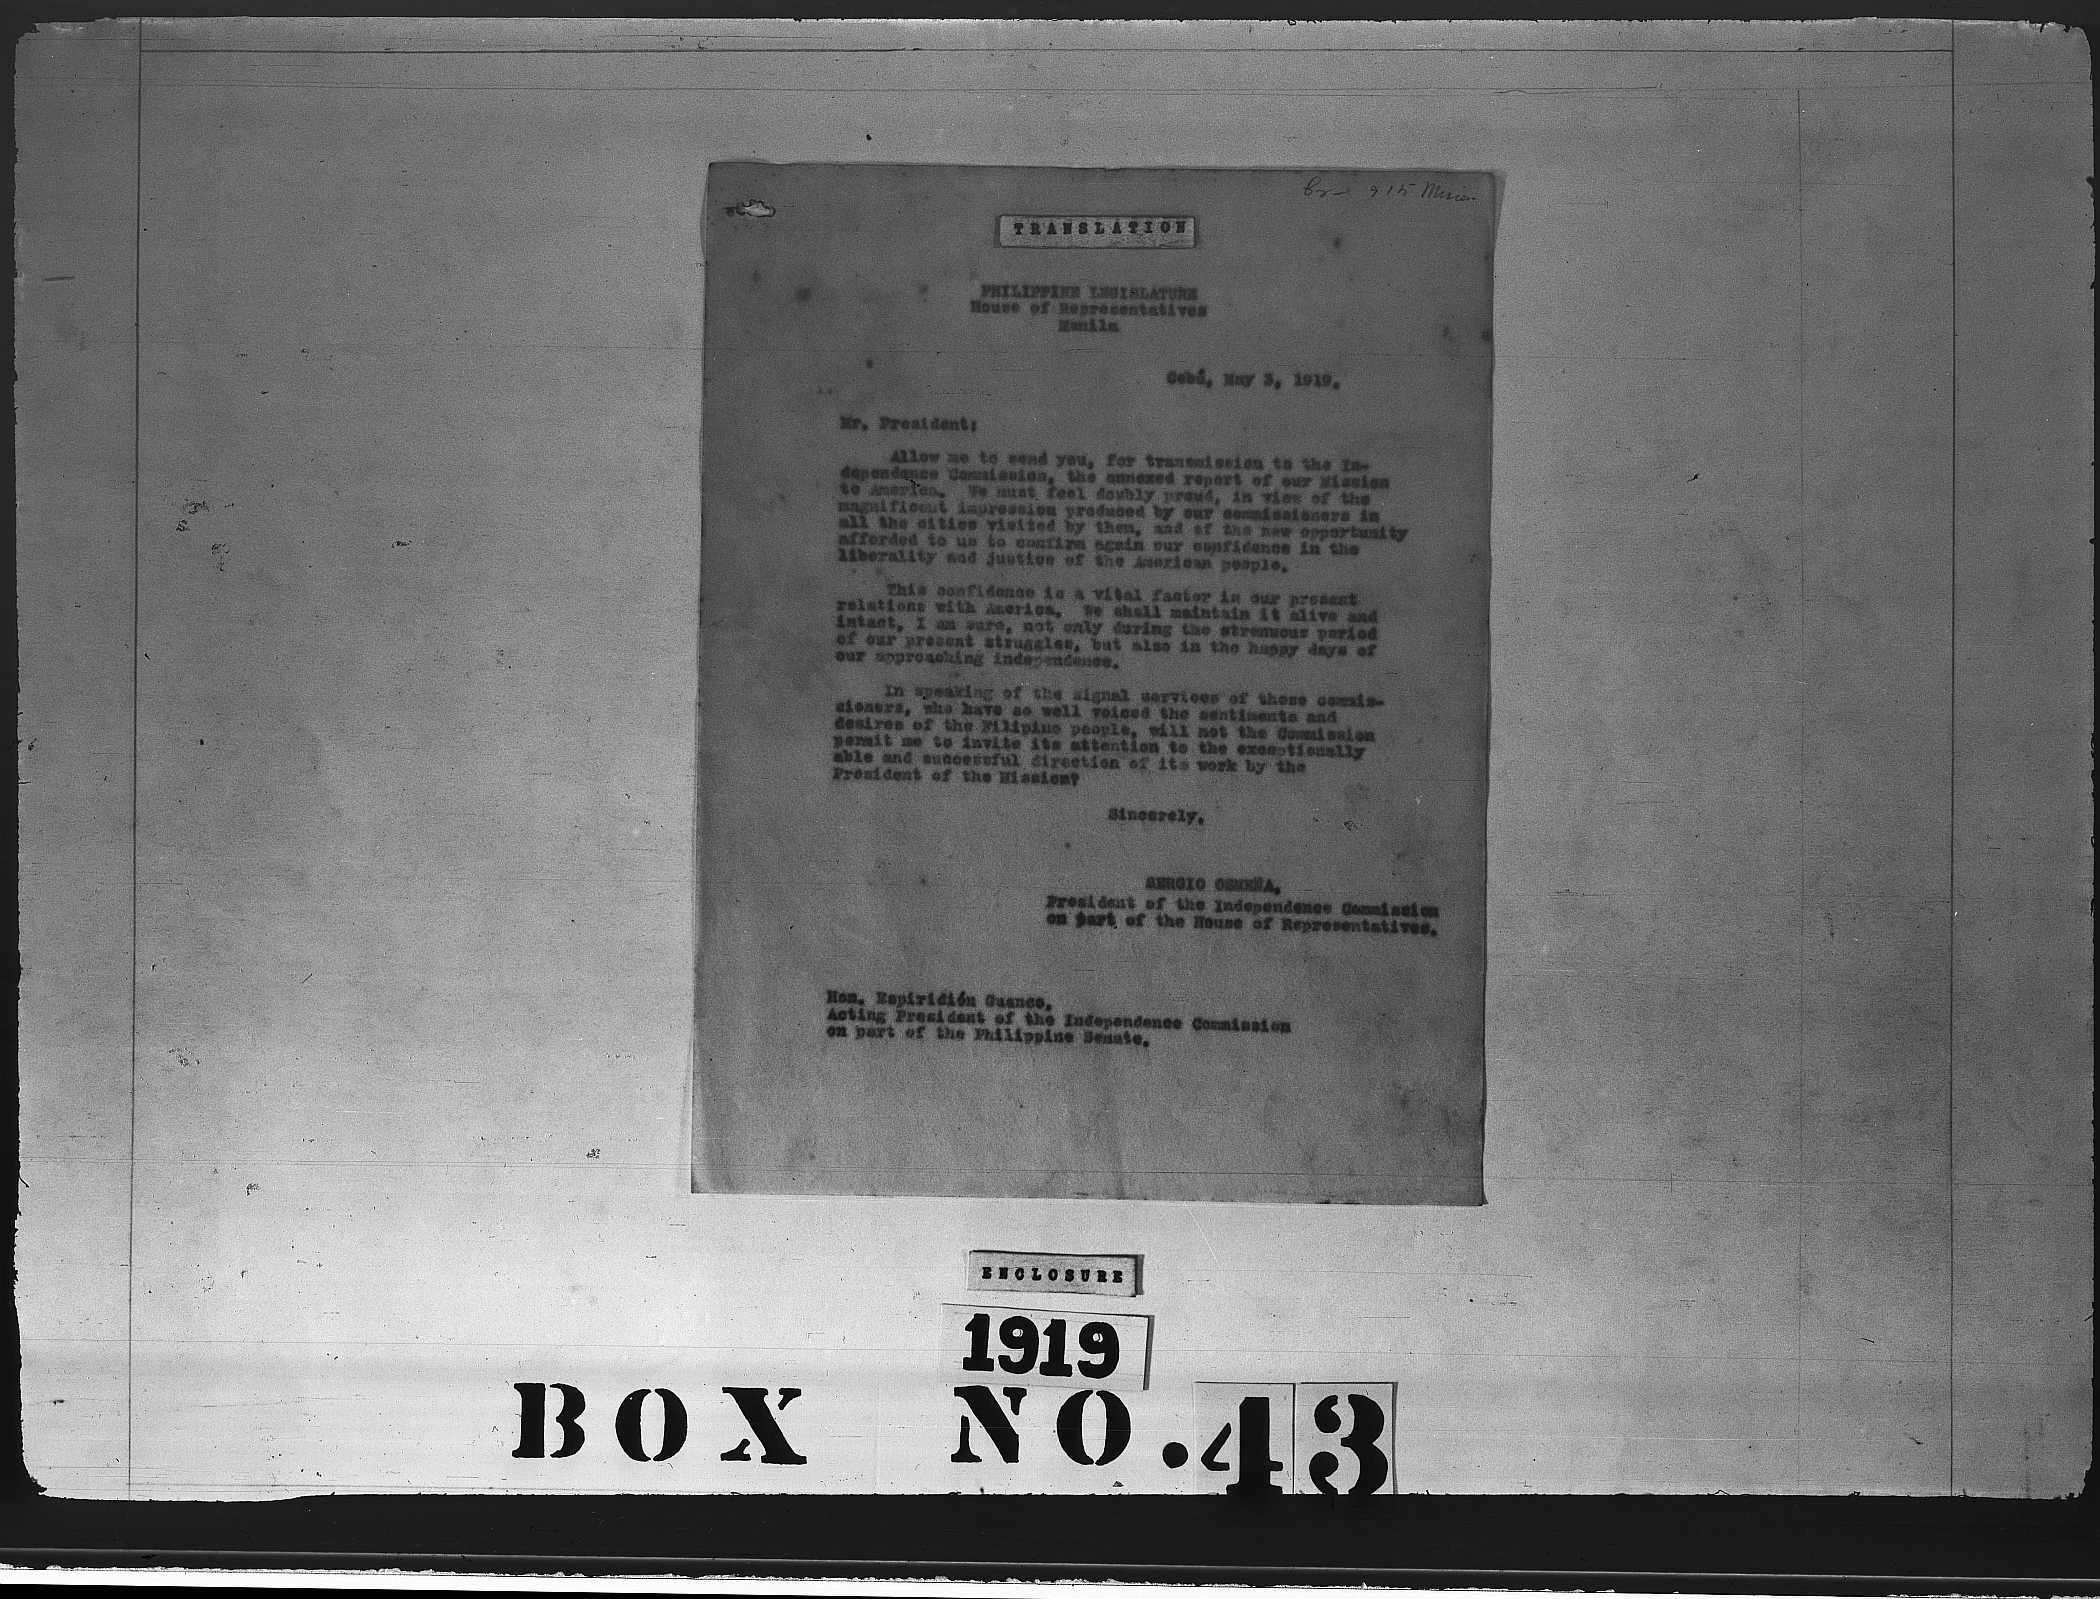 915
TRANSLATION
PHILIPPINE LEGISLATURE
House of Representatives
Manila
Cebú, May 3, 1919.
Mr. President:
Allow me to send you, for transmission to the In-
dependence Commission, the annexed report of our Mission
to America. We must feel doubly proud, in view of the
magnificent impression produced by our commissioners in
all the cities visited by them, and of the new opportunity
afforded to us to confirm again our confidence in the
liberality and justice of the American people.
This confidence is a vital factor in our present
relations with America. We shall maintain it alive and
intact, I am sure, not only during the strenuous period
of our present struggles, but also in the happy days of
our approaching independence.
In speaking of the signal services of these commis-
sioners, who have so well voiced the sentiments and
desires of the Filipino people, will not the Commission
permit me to invite its attention to the exceptionally
able and successful direction of its work by the
President of the Mission?
Sincerely,
SERGIO OSMEÑA,
President of the Independence Commission
on part of the House of Representatives.
Hon. Espiridión Guanco,
Acting President of the Independence Commission
on part of the Philippine Senate.
ENCLOSURE
1919
BOX NO. 43